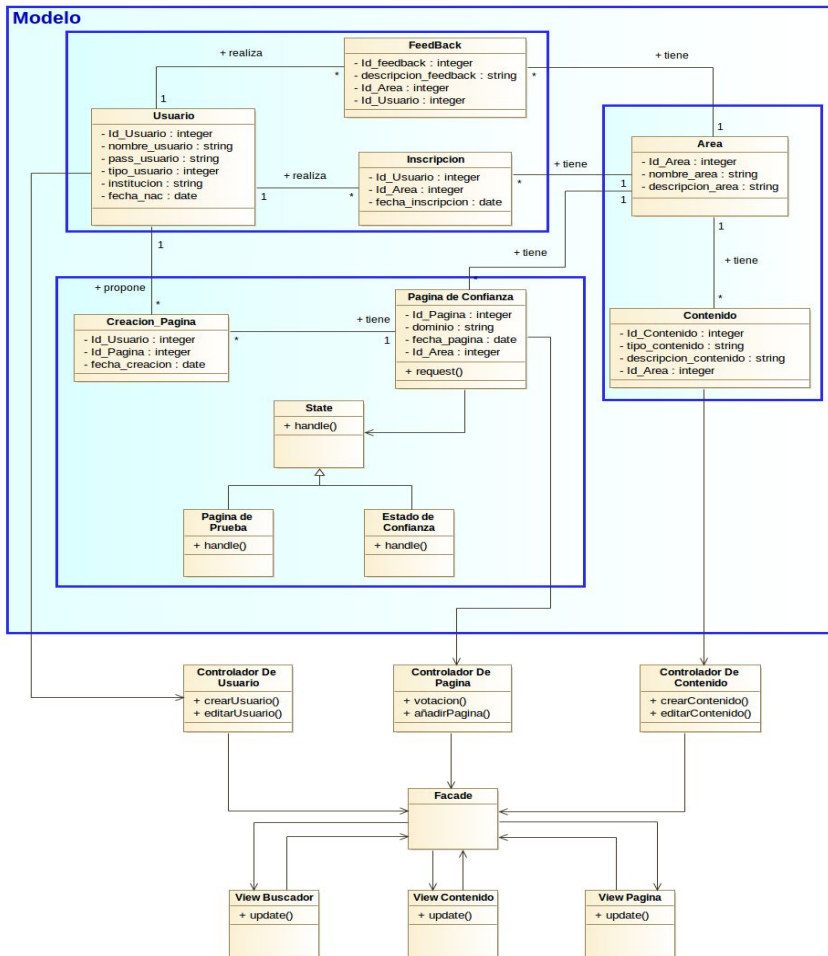 Modelo
FeedBack
- Id_feedback : integer
- descripcion_feedback : string
- Id_Area : integer
- Id_Usuario : integer
+ realiza
*
1
+ tiene
*
1
Usuario
- Id_Usuario : integer
- nombre_usuario : string
- pass_usuario : string
- tipo_usuario : integer
- institucion : string
- fecha_nac : date
+ realiza
1
*
Inscripcion
- Id_Usuario : integer
- Id_Area : integer
- fecha_inscripcion : date
+ tiene
*
1
Area
- Id_Area : integer
- nombre_area : string
- descripcion_area : string
1
+ tiene
*
1
+ propone
*
1
+ tiene
*
Creacion_Pagina
- Id_Usuario : integer
- Id_Pagina : integer
- fecha_creacion : date
+ tiene
*
1
Pagina de Confianza
- Id_Pagina : integer
- dominio : string
- fecha_pagina : date
- Id_Area : integer
+ request()
Contenido
- Id_Contenido : integer
- tipo_contenido : string
- descripcion_contenido : string
- Id_Area : integer
State
+ handle()
Pagina de
Prueba
+ handle()
Estado de
Confianza
+ handle()
Controlador De
Usuario
+ crearUsuario()
+ editarUsuario()
Controlador De
Pagina
+ votacion()
+ añadirPagina()
Controlador De
Contenido
+ crearContenido()
+ editarContenido()
Facade
View Buscador
+ update()
View Contenido
+ update()
View Pagina
+ update()